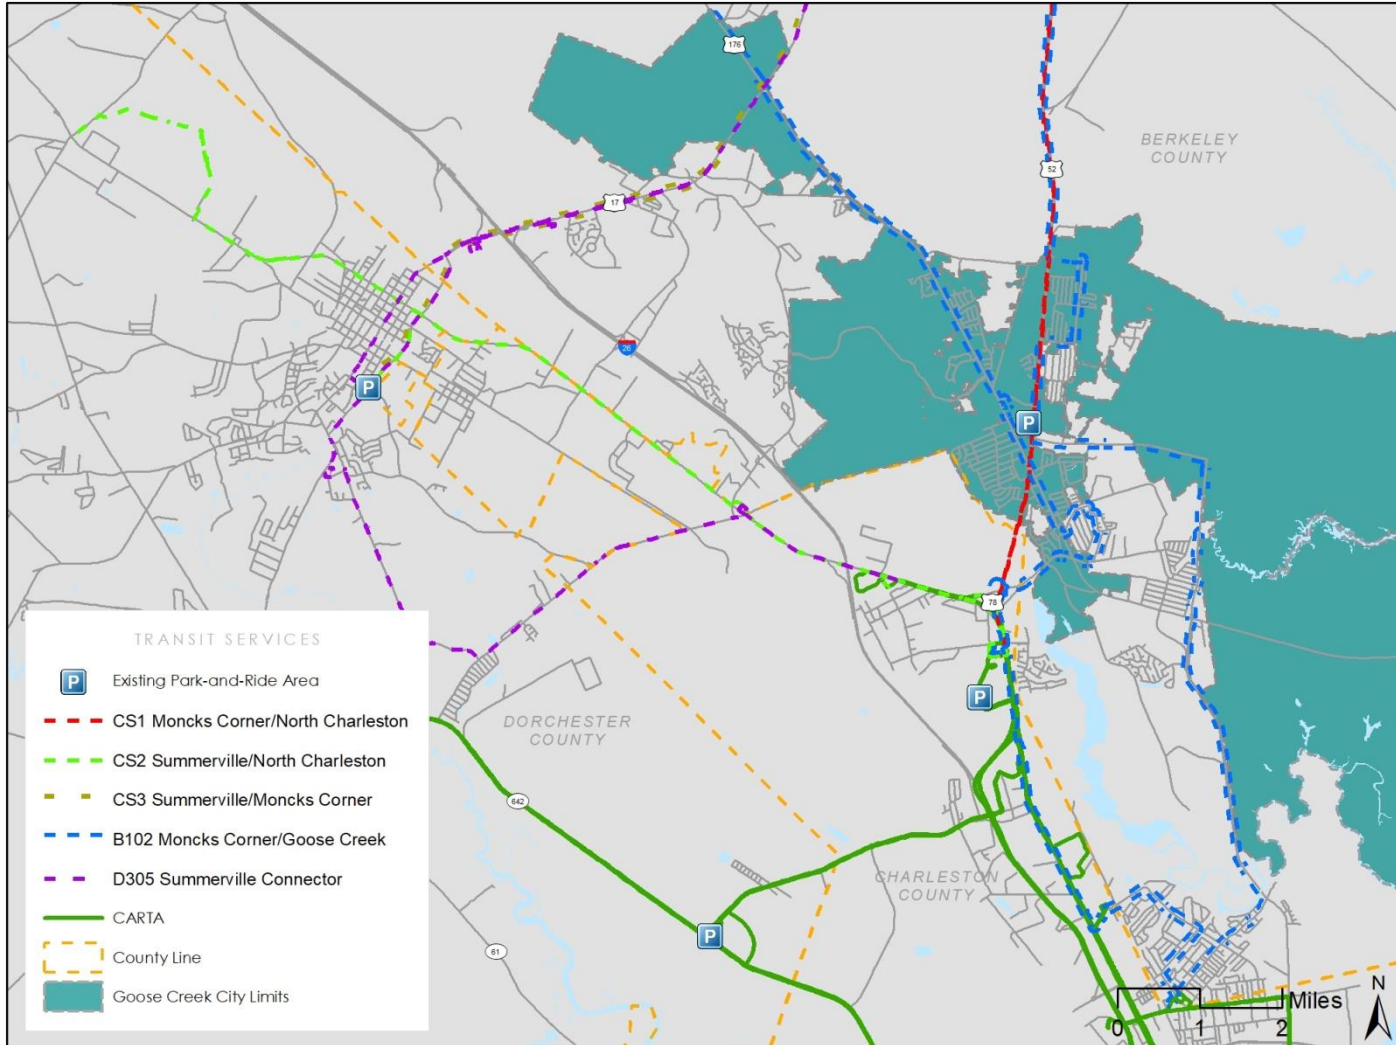 176
BERKELEY
COUNTY
52
17
26
P
P
78
TRANSIT SERVICES
P Existing Park-and-Ride Area
P
CS1 Moncks Corner/North Charleston
DORCHESTER
COUNTY
CS2 Summerville/North Charleston
CS3 Summerville/Moncks Corner
642
B102 Moncks Corner/Goose Creek
D305 Summerville Connector
CHARLESTON
COUNTY
CARTA
P
County Line
61
Goose Creek City Limits
N
Miles
0 1 2